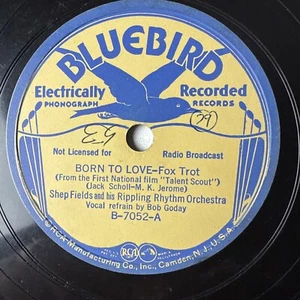 BLUEBIRD
Electrically Recorded
PHONOGRAPH RECORDS
Not Licensed for Radio Broadcast
BORN TO LOVE-Fox Trot
(From the First National film "Talent Scout")
(Jack Scholl-M. K. Jerome)
Shep Fields and his Rippling Rhythm Orchestra
Vocal refrain by Bob Goday
B-7052-A
RCA Manufacturing Co., Inc., Camden, N.J., U.S.A.